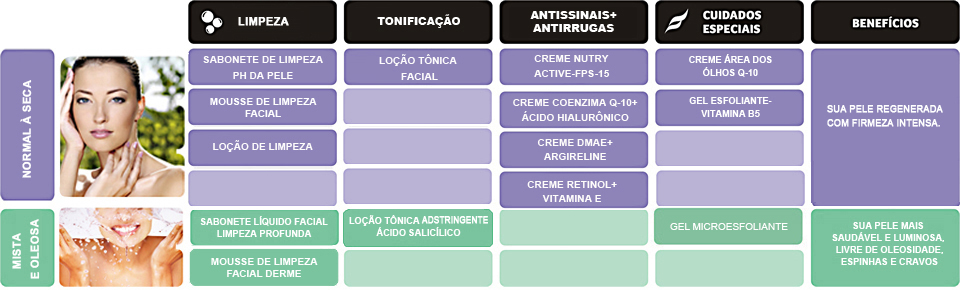 LIMPEZA
TONIFICAÇÃO
ANTISSINAIS+
ANTIRRUGAS
CUIDADOS
ESPECIAIS
BENEFÍCIOS
NORMAL À SECA
SABONETE DE LIMPEZA
PH DA PELE
LOÇÃO TÔNICA
FACIAL
CREME NUTRY
ACTIVE-FPS-15
CREME ÁREA DOS
ÓLHOS Q-10
SUA PELE REGENERADA
COM FIRMEZA INTENSA.
MOUSSE DE LIMPEZA
FACIAL
CREME COENZIMA Q-10+
ÁCIDO HIALURÔNICO
GEL ESFOLIANTE-
VITAMINA B5
LOÇÃO DE LIMPEZA
CREME DMAE+
ARGIRELINE
CREME RETINOL+
VITAMINA E
MISTA
E OLEOSA
SABONETE LÍQUIDO FACIAL
LIMPEZA PROFUNDA
LOÇÃO TÔNICA ADSTRINGENTE
ÁCIDO SALICÍLICO
GEL MICROESFOLIANTE
SUA PELE MAIS
SAUDÁVEL E LUMINOSA,
LIVRE DE OLEOSIDADE,
ESPINHAS E CRAVOS
MOUSSE DE LIMPEZA
FACIAL DERME